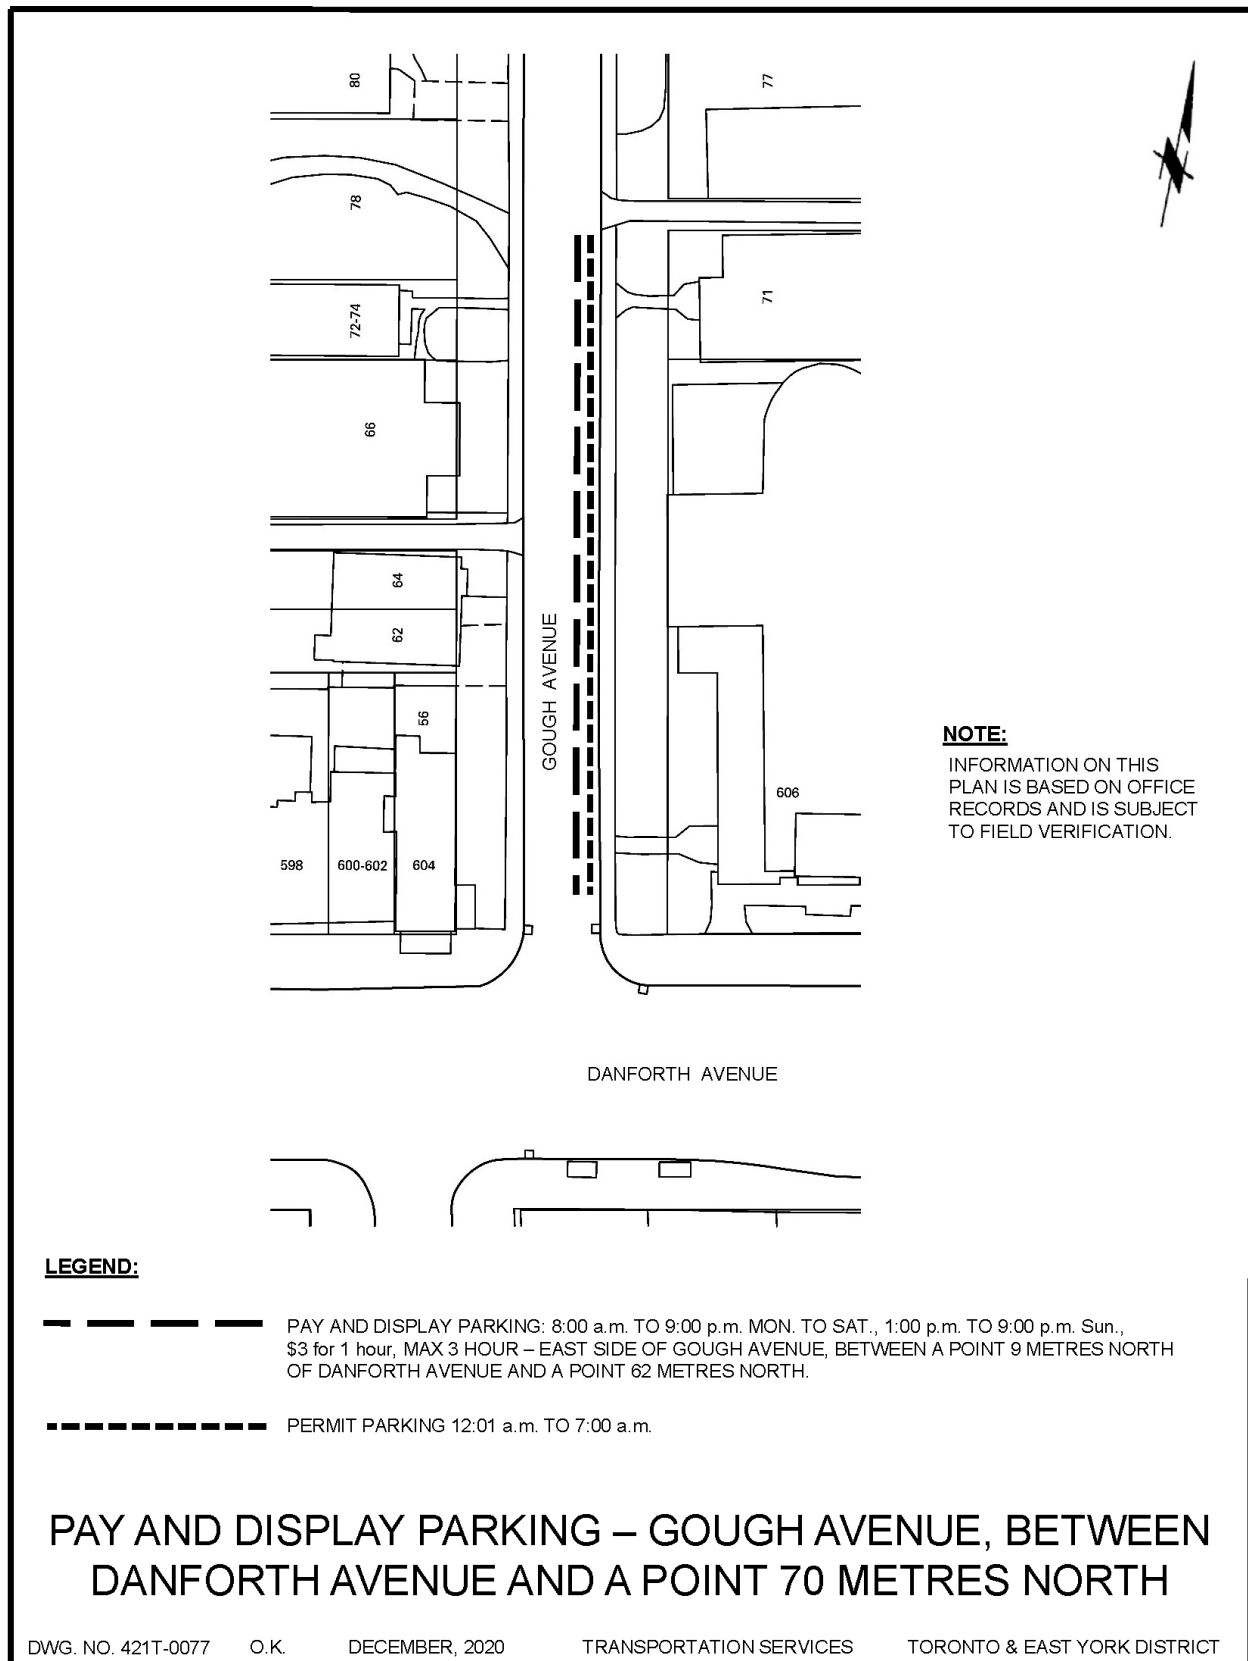 80
77
78
71
72-74
66
64
62
GOUGH AVENUE
56
NOTE:
INFORMATION ON THIS
PLAN IS BASED ON OFFICE
RECORDS AND IS SUBJECT
TO FIELD VERIFICATION.
606
598
600-602
604
DANFORTH AVENUE
LEGEND:
PAY AND DISPLAY PARKING: 8:00 a.m. TO 9:00 p.m. MON. TO SAT., 1:00 p.m. TO 9:00 p.m. Sun.,
$3 for 1 hour, MAX 3 HOUR – EAST SIDE OF GOUGH AVENUE, BETWEEN A POINT 9 METRES NORTH
OF DANFORTH AVENUE AND A POINT 62 METRES NORTH.
PERMIT PARKING 12:01 a.m. TO 7:00 a.m.
PAY AND DISPLAY PARKING – GOUGH AVENUE, BETWEEN
DANFORTH AVENUE AND A POINT 70 METRES NORTH
DWG. NO. 421T-0077 O.K. DECEMBER, 2020 TRANSPORTATION SERVICES TORONTO & EAST YORK DISTRICT